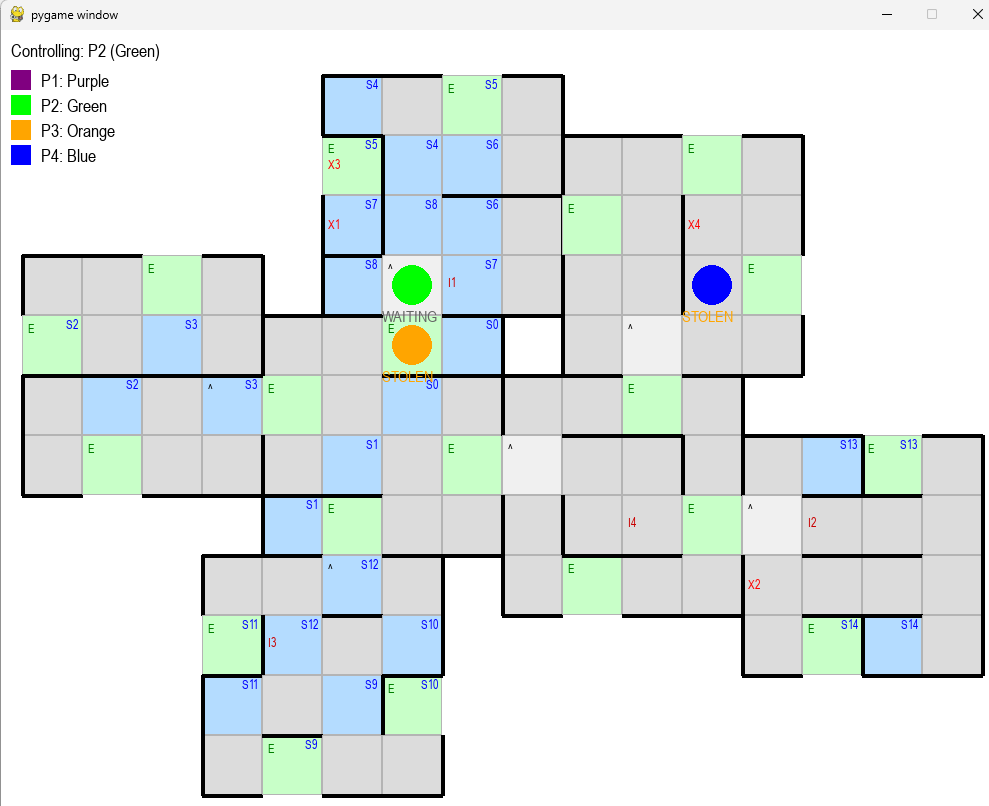 pygame window
Controlling: P2 (Green)
P1: Purple
P2: Green
P3: Orange
P4: Blue
S4 E S5
E S5 S4 S6 E
X3
S7 S8 S6 E
X1 X4
E S8 ^ S7 E
I1
WAITING STOLEN
E S2 S3 E S0 ^
STOLEN
S2 ^ S3 E S0 E
E S1 E ^ S13 E S13
S1 E I4 E ^ I2
^ S12 E X2
E S11 S12 S10 E S14 S14
I3
S11 S9 E S10
E S9